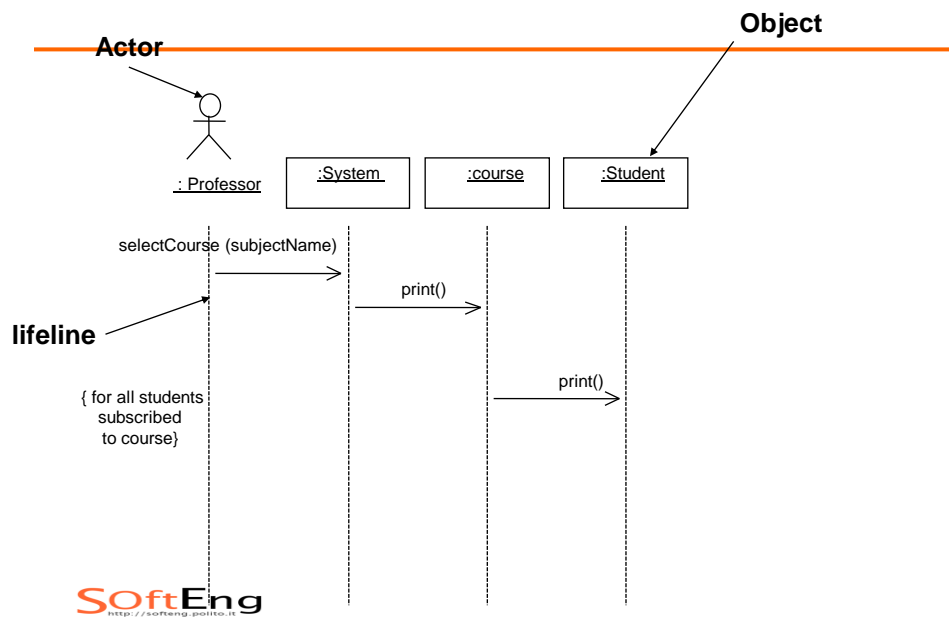 Object
Actor
: Professor
:System
:course
:Student
selectCourse (subjectName)
print()
lifeline
print()
{ for all students
subscribed
to course}
SOftEng
http://softeng.polito.it